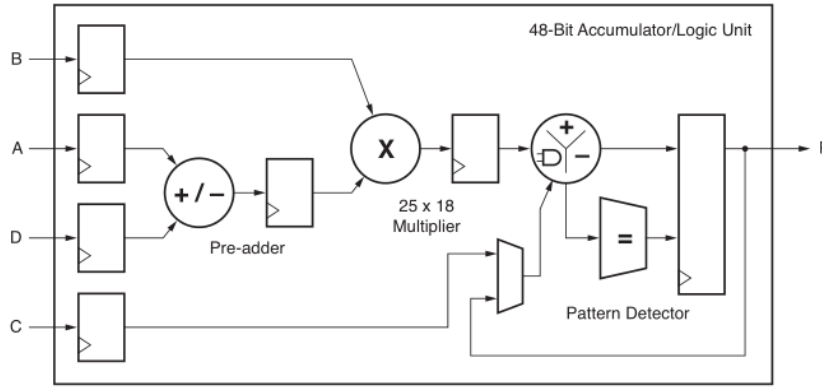 48-Bit Accumulator/Logic Unit
B
A
D
C
+ / −
Pre-adder
X
25 x 18
Multiplier
+
−
=
Pattern Detector